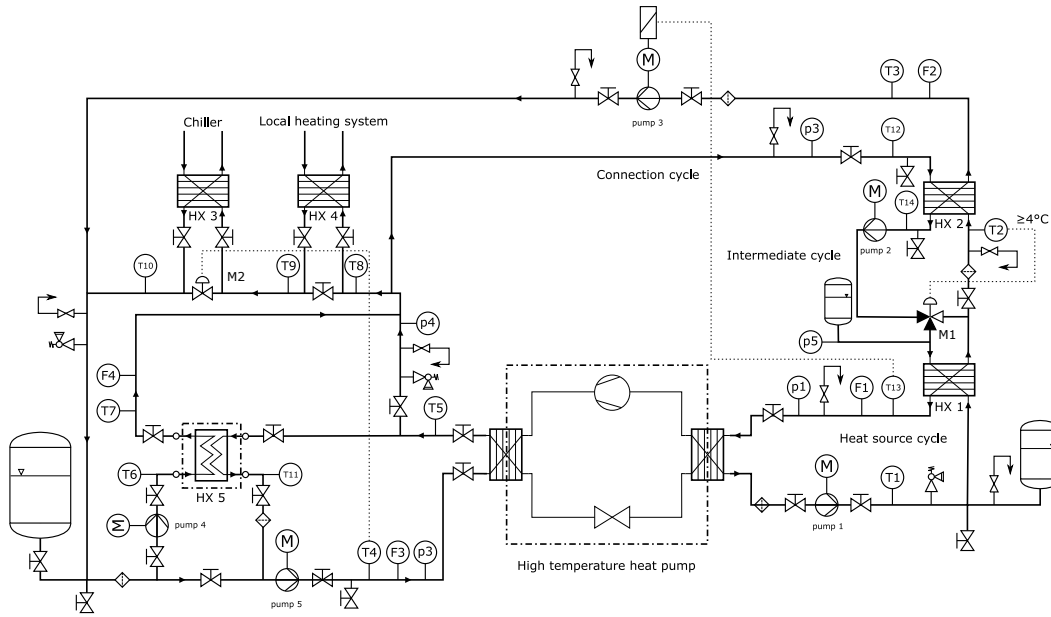 M
T3
F2
pump 3
Chiller
Local heating system
p3
T12
Connection cycle
M
T14
HX 3
HX 4
HX 2
≥4°C
T2
pump 2
Intermediate cycle
T10
M2
T9
T8
p4
M1
p5
F4
HX 1
T7
T5
p1
F1
T13
Heat source cycle
T6
T11
HX 5
M
T1
M
pump 4
pump 1
M
T4
F3
p3
High temperature heat pump
pump 5